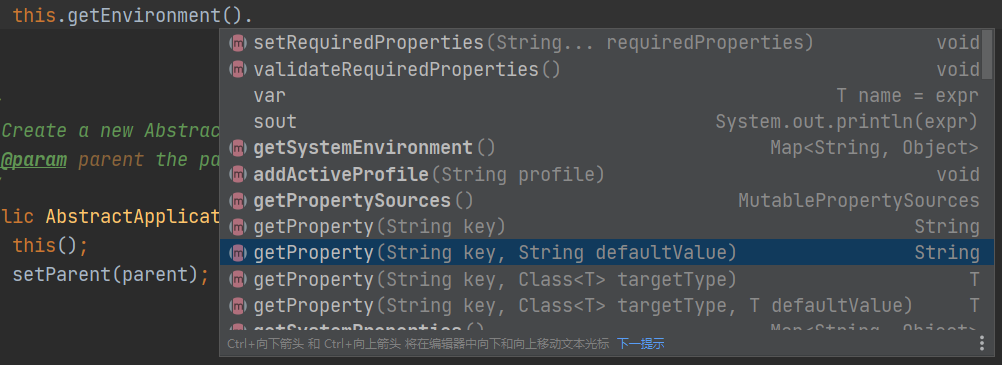 this.getEnvironment().
setRequiredProperties(String... requiredProperties) void
validateRequiredProperties() void
var T name = expr
sout System.out.println(expr)
getSystemEnvironment() Map<String, Object>
addActiveProfile(String profile) void
getPropertySources() MutablePropertySources
getProperty(String key) String
getProperty(String key, String defaultValue) String
getProperty(String key, Class<T> targetType) T
getProperty(String key, Class<T> targetType, T defaultValue) T
getSystemProperties() Map<String, Object>
Ctrl+向下箭头 和 Ctrl+向上箭头 将在编辑器中向下和向上移动文本光标 下一提示
Create a new Abstrac
@param parent the pa
lic AbstractApplicat
this();
setParent(parent);